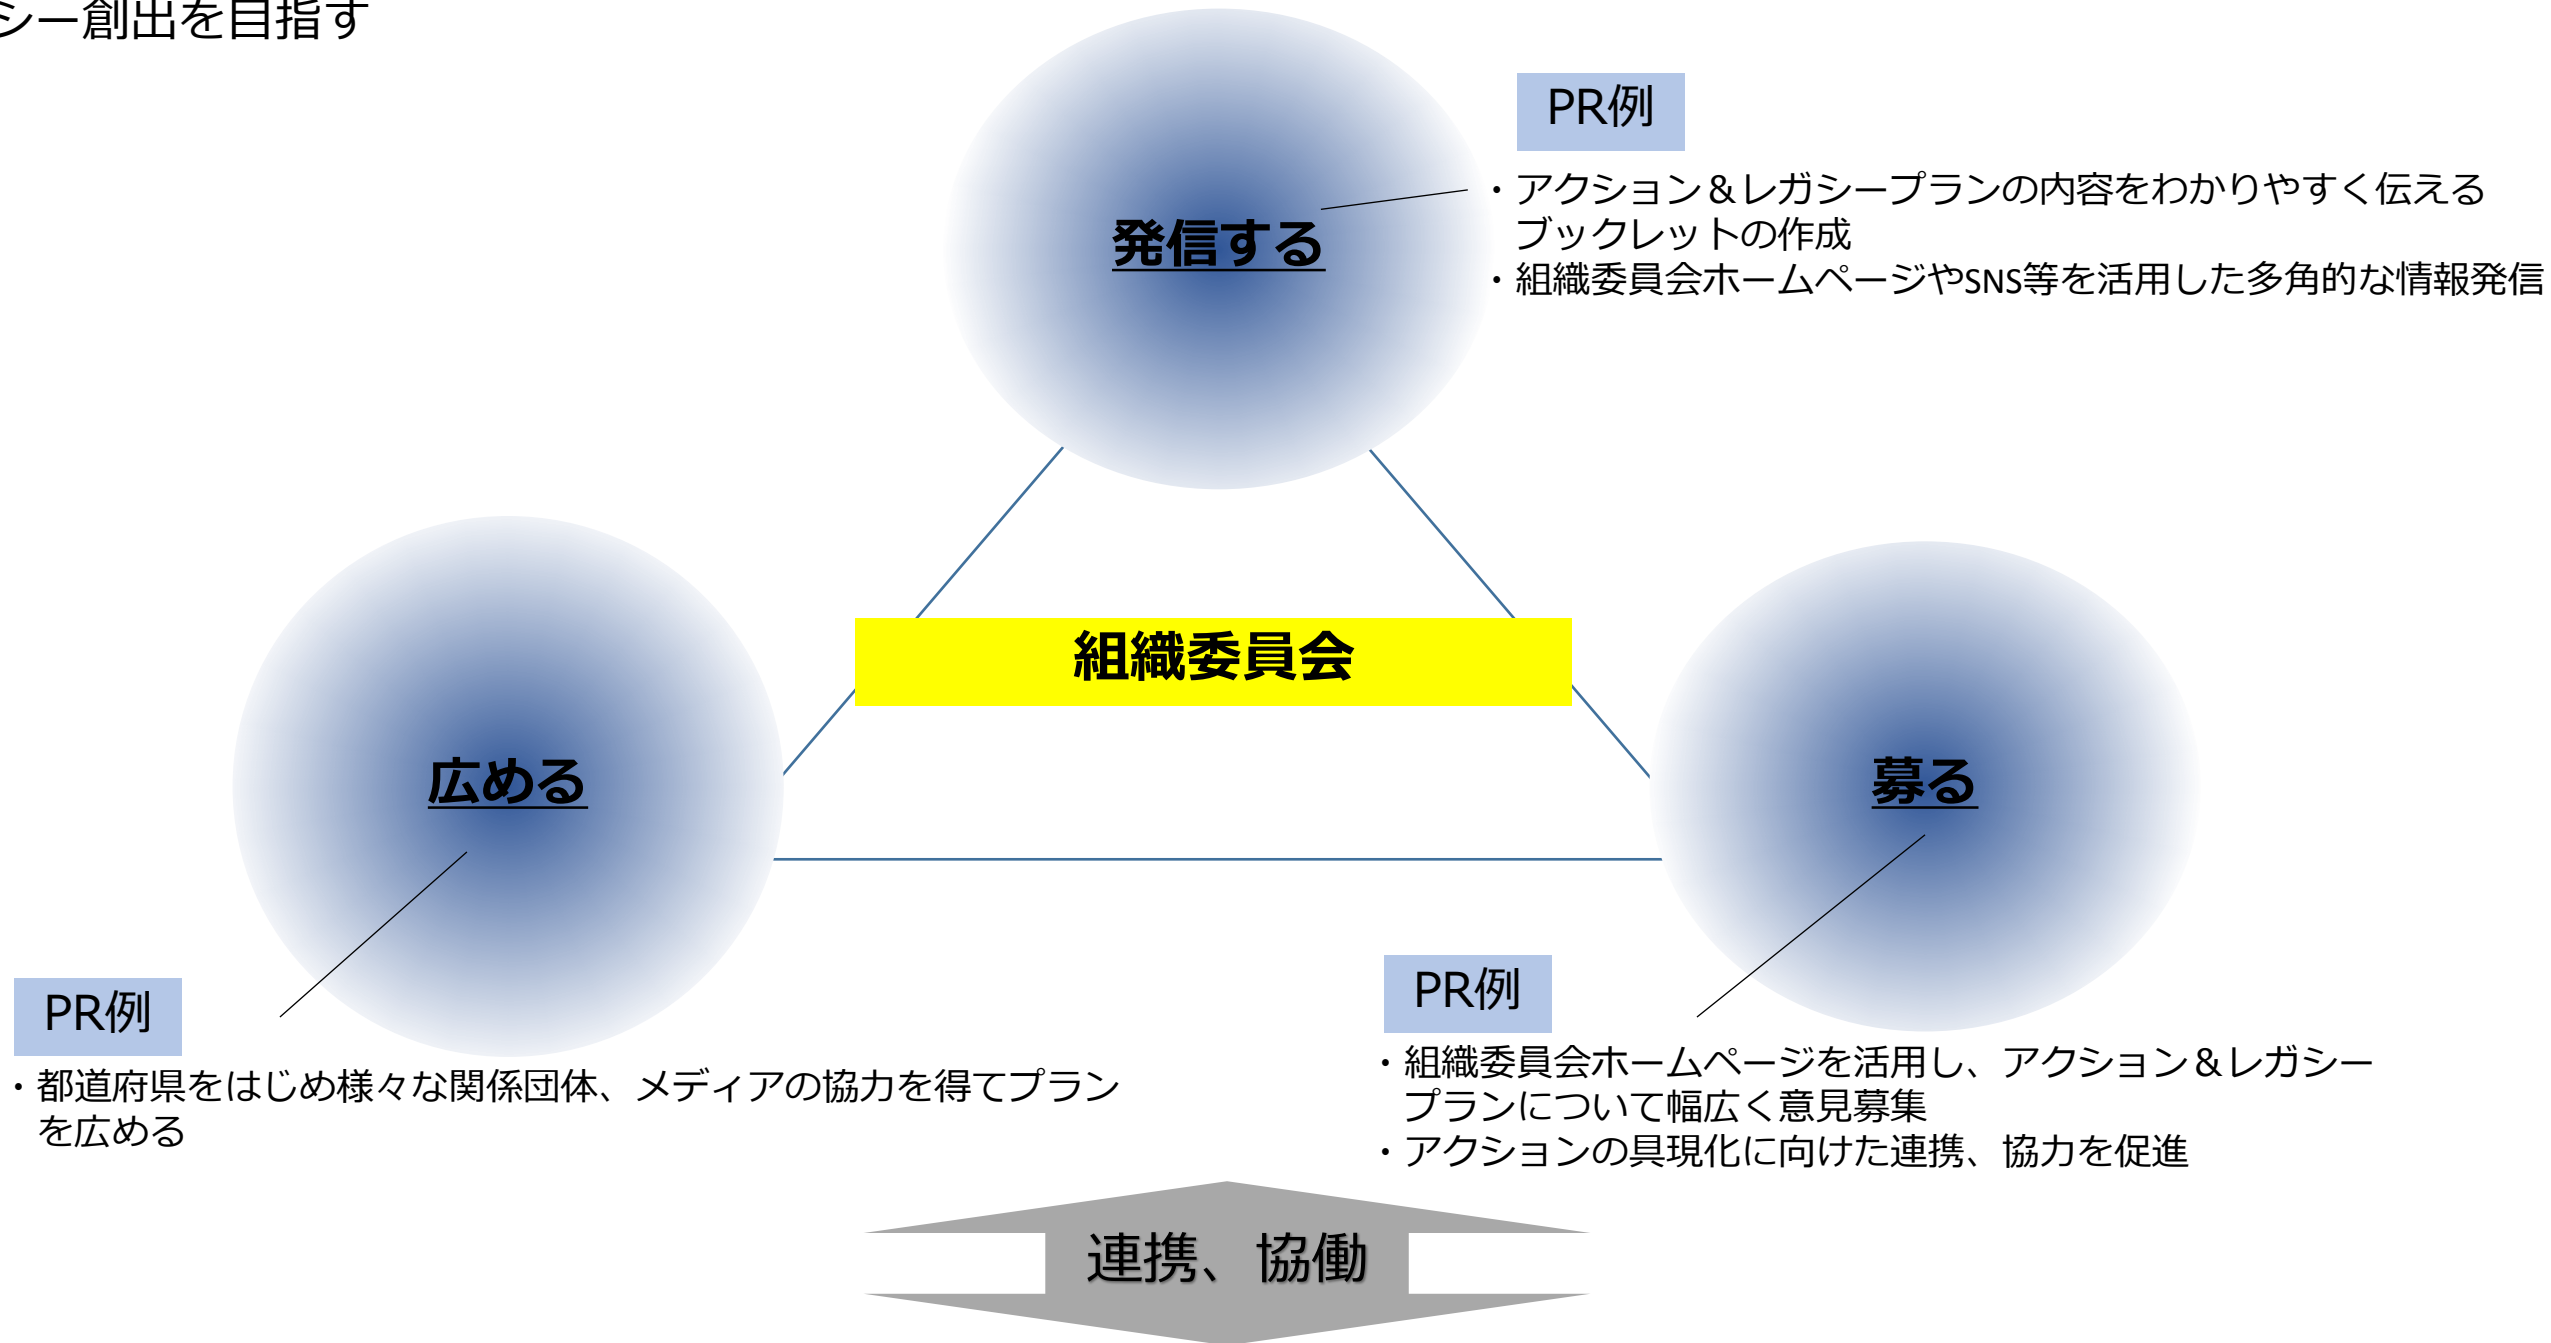 シー創出を目指す
PR例
・アクション＆レガシープランの内容をわかりやすく伝える
ブックレットの作成
・組織委員会ホームページやSNS等を活用した多角的な情報発信
発信する
組織委員会
広める
募る
PR例
・都道府県をはじめ様々な関係団体、メディアの協力を得てプラン
を広める
PR例
・組織委員会ホームページを活用し、アクション＆レガシー
プランについて幅広く意見募集
・アクションの具現化に向けた連携、協力を促進
連携、協働